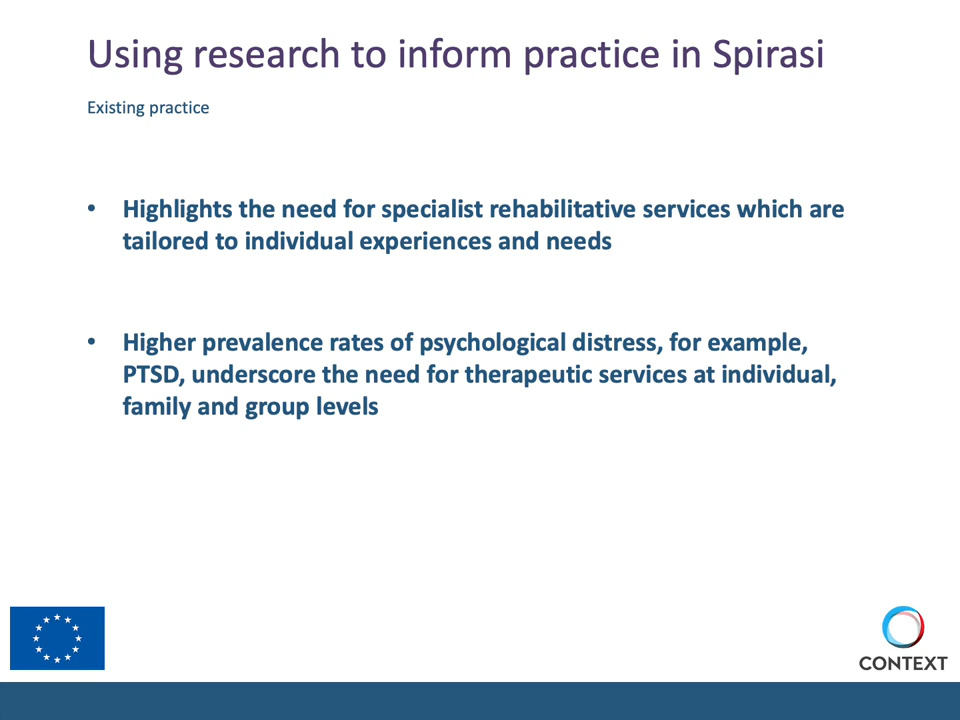 Using research to inform practice in Spirasi
Existing practice
• Highlights the need for specialist rehabilitative services which are
tailored to individual experiences and needs
• Higher prevalence rates of psychological distress, for example,
PTSD, underscore the need for therapeutic services at individual,
family and group levels
CONTEXT